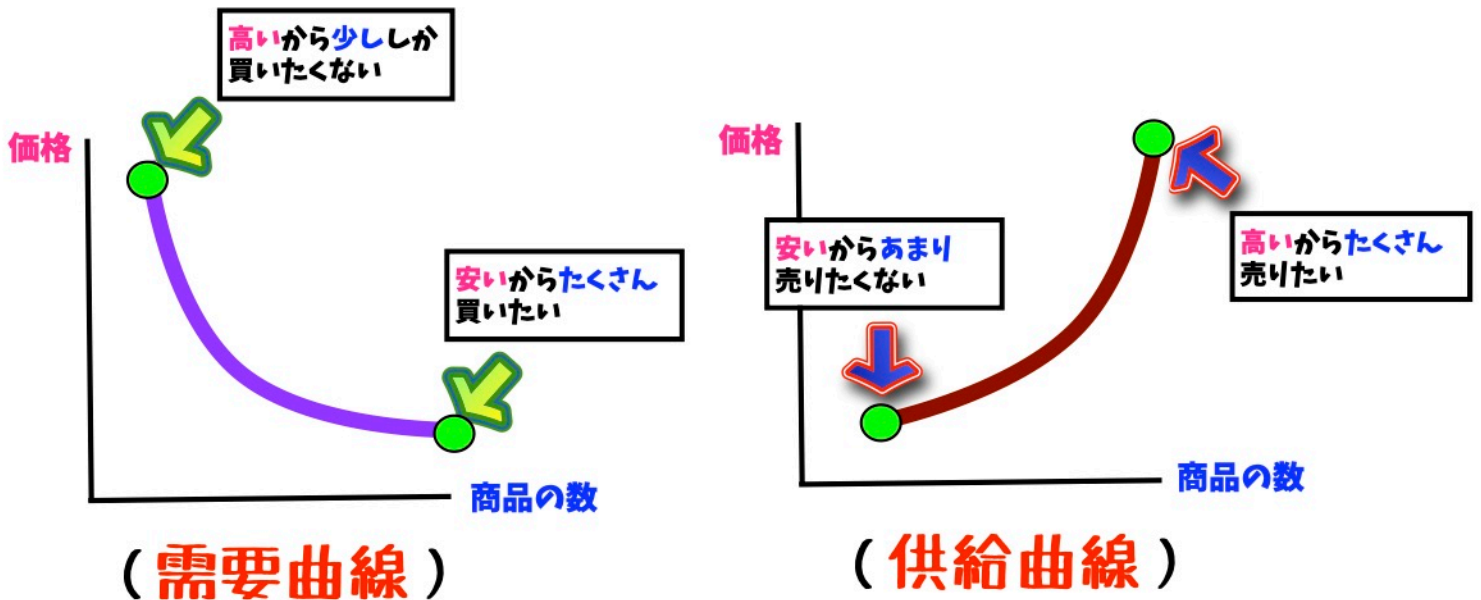 高いから少ししか
買いたくない
価格
安いからたくさん
買いたい
商品の数
(需要曲線)
価格
安いからあまり
売りたくない
高いからたくさん
売りたい
商品の数
(供給曲線)